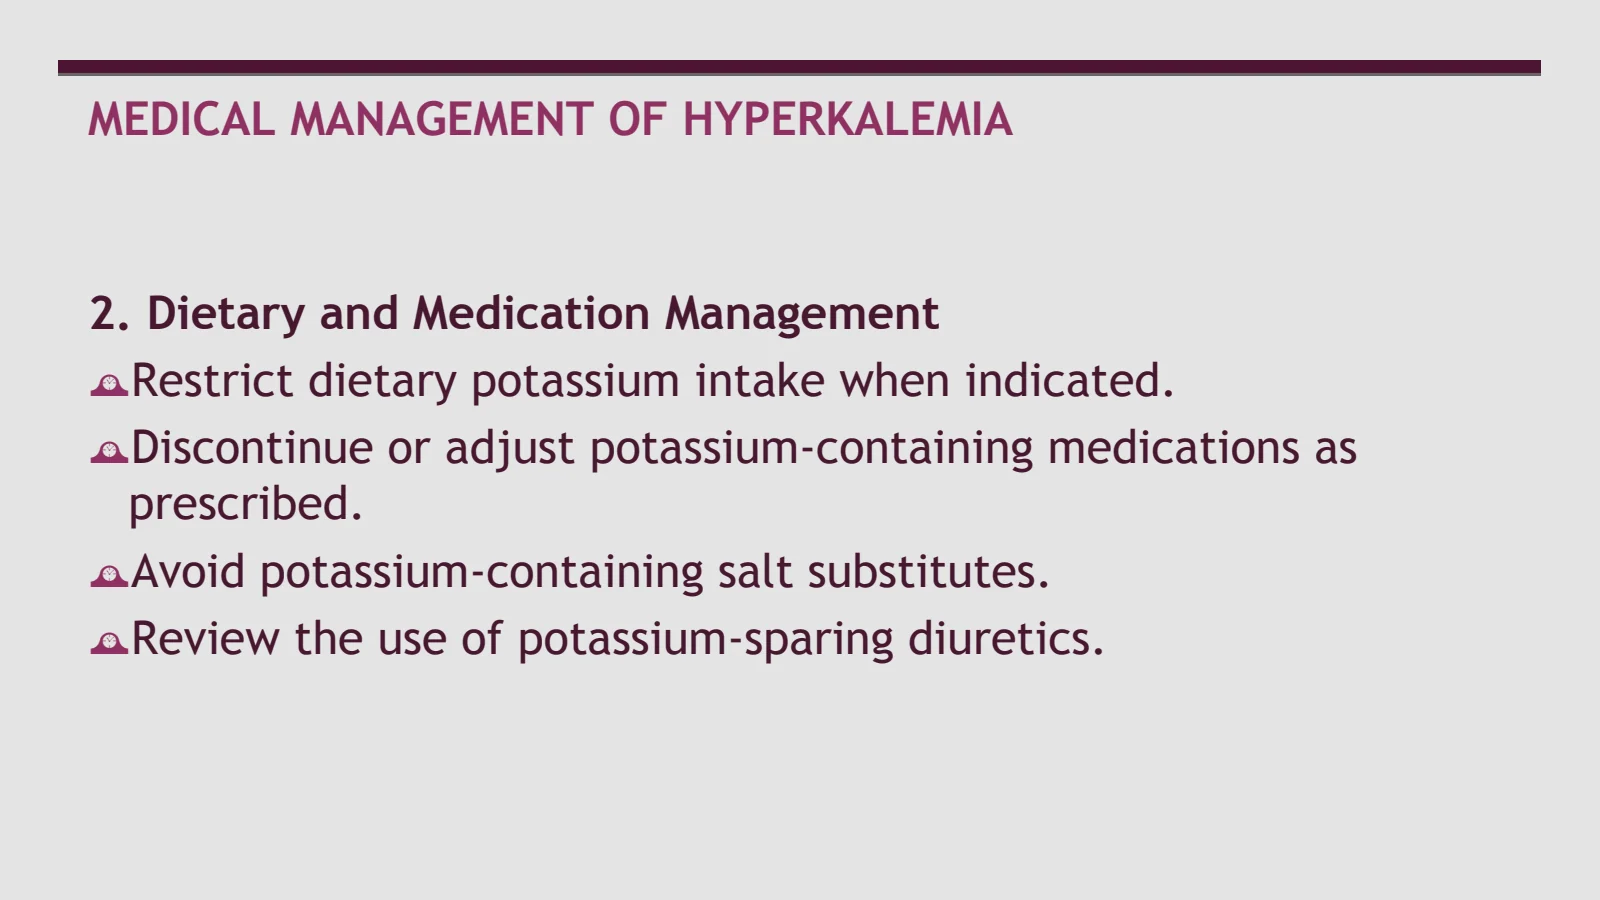 MEDICAL MANAGEMENT OF HYPERKALEMIA
2. Dietary and Medication Management
Restrict dietary potassium intake when indicated.
Discontinue or adjust potassium-containing medications as
prescribed.
Avoid potassium-containing salt substitutes.
Review the use of potassium-sparing diuretics.